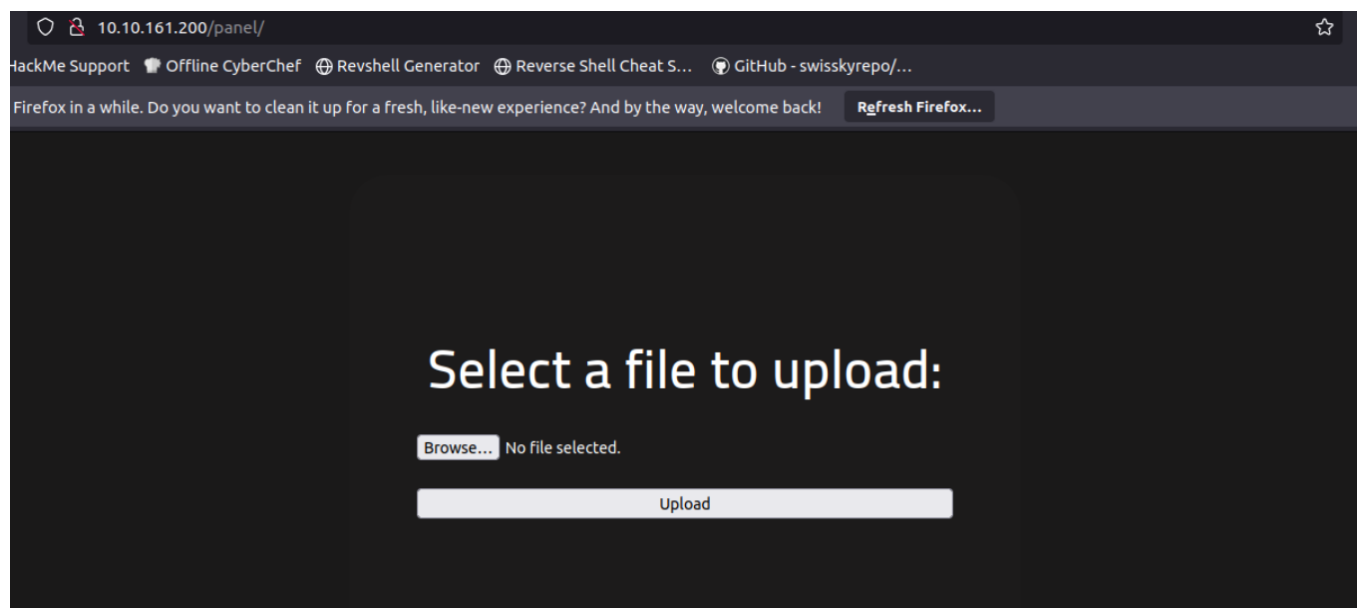 10.10.161.200/panel/
HackMe Support Offline CyberChef Revshell Generator Reverse Shell Cheat S... GitHub - swisskyrepo/...
Firefox in a while. Do you want to clean it up for a fresh, like-new experience? And by the way, welcome back! Refresh Firefox...
Select a file to upload:
Browse... No file selected.
Upload